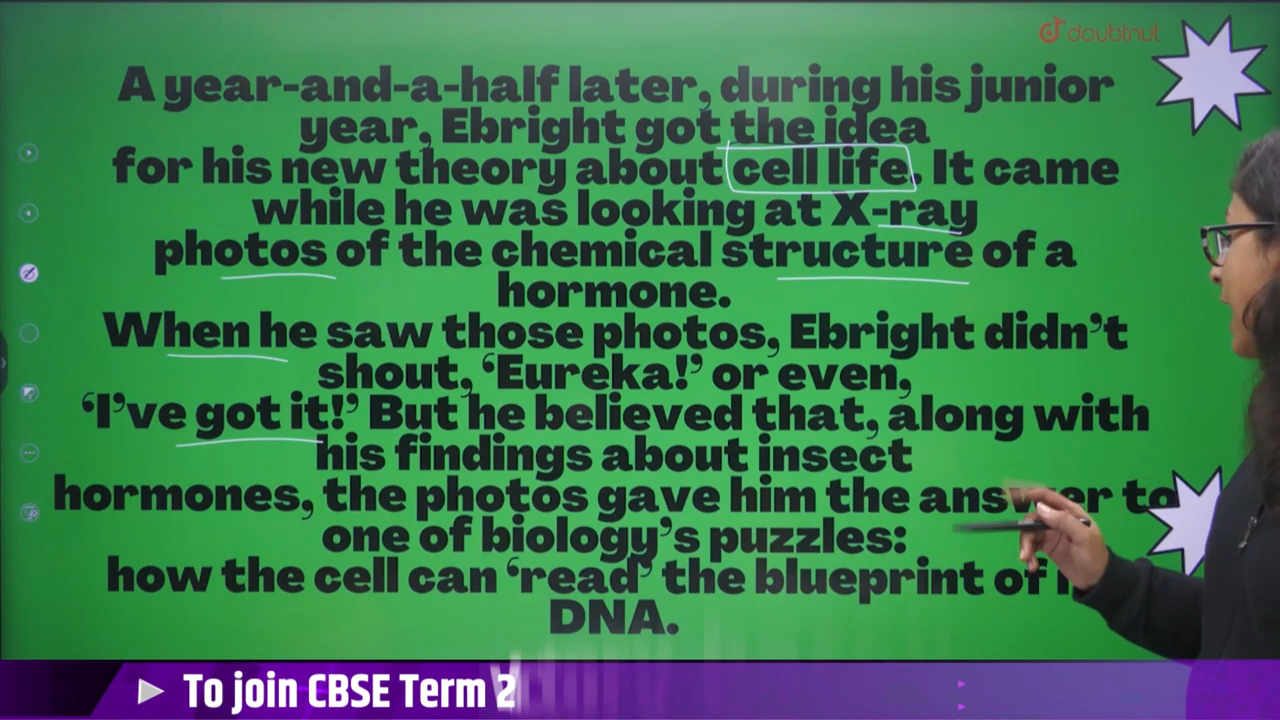 doubtnut
A year-and-a-half later, during his junior
year, Ebright got the idea
for his new theory about cell life. It came
while he was looking at X-ray
photos of the chemical structure of a
hormone.
When he saw those photos, Ebright didn’t
shout, ‘Eureka!’ or even,
‘I’ve got it!’ But he believed that, along with
his findings about insect
hormones, the photos gave him the answer to
one of biology’s puzzles:
how the cell can ‘read’ the blueprint of
DNA.
To join CBSE Term 2